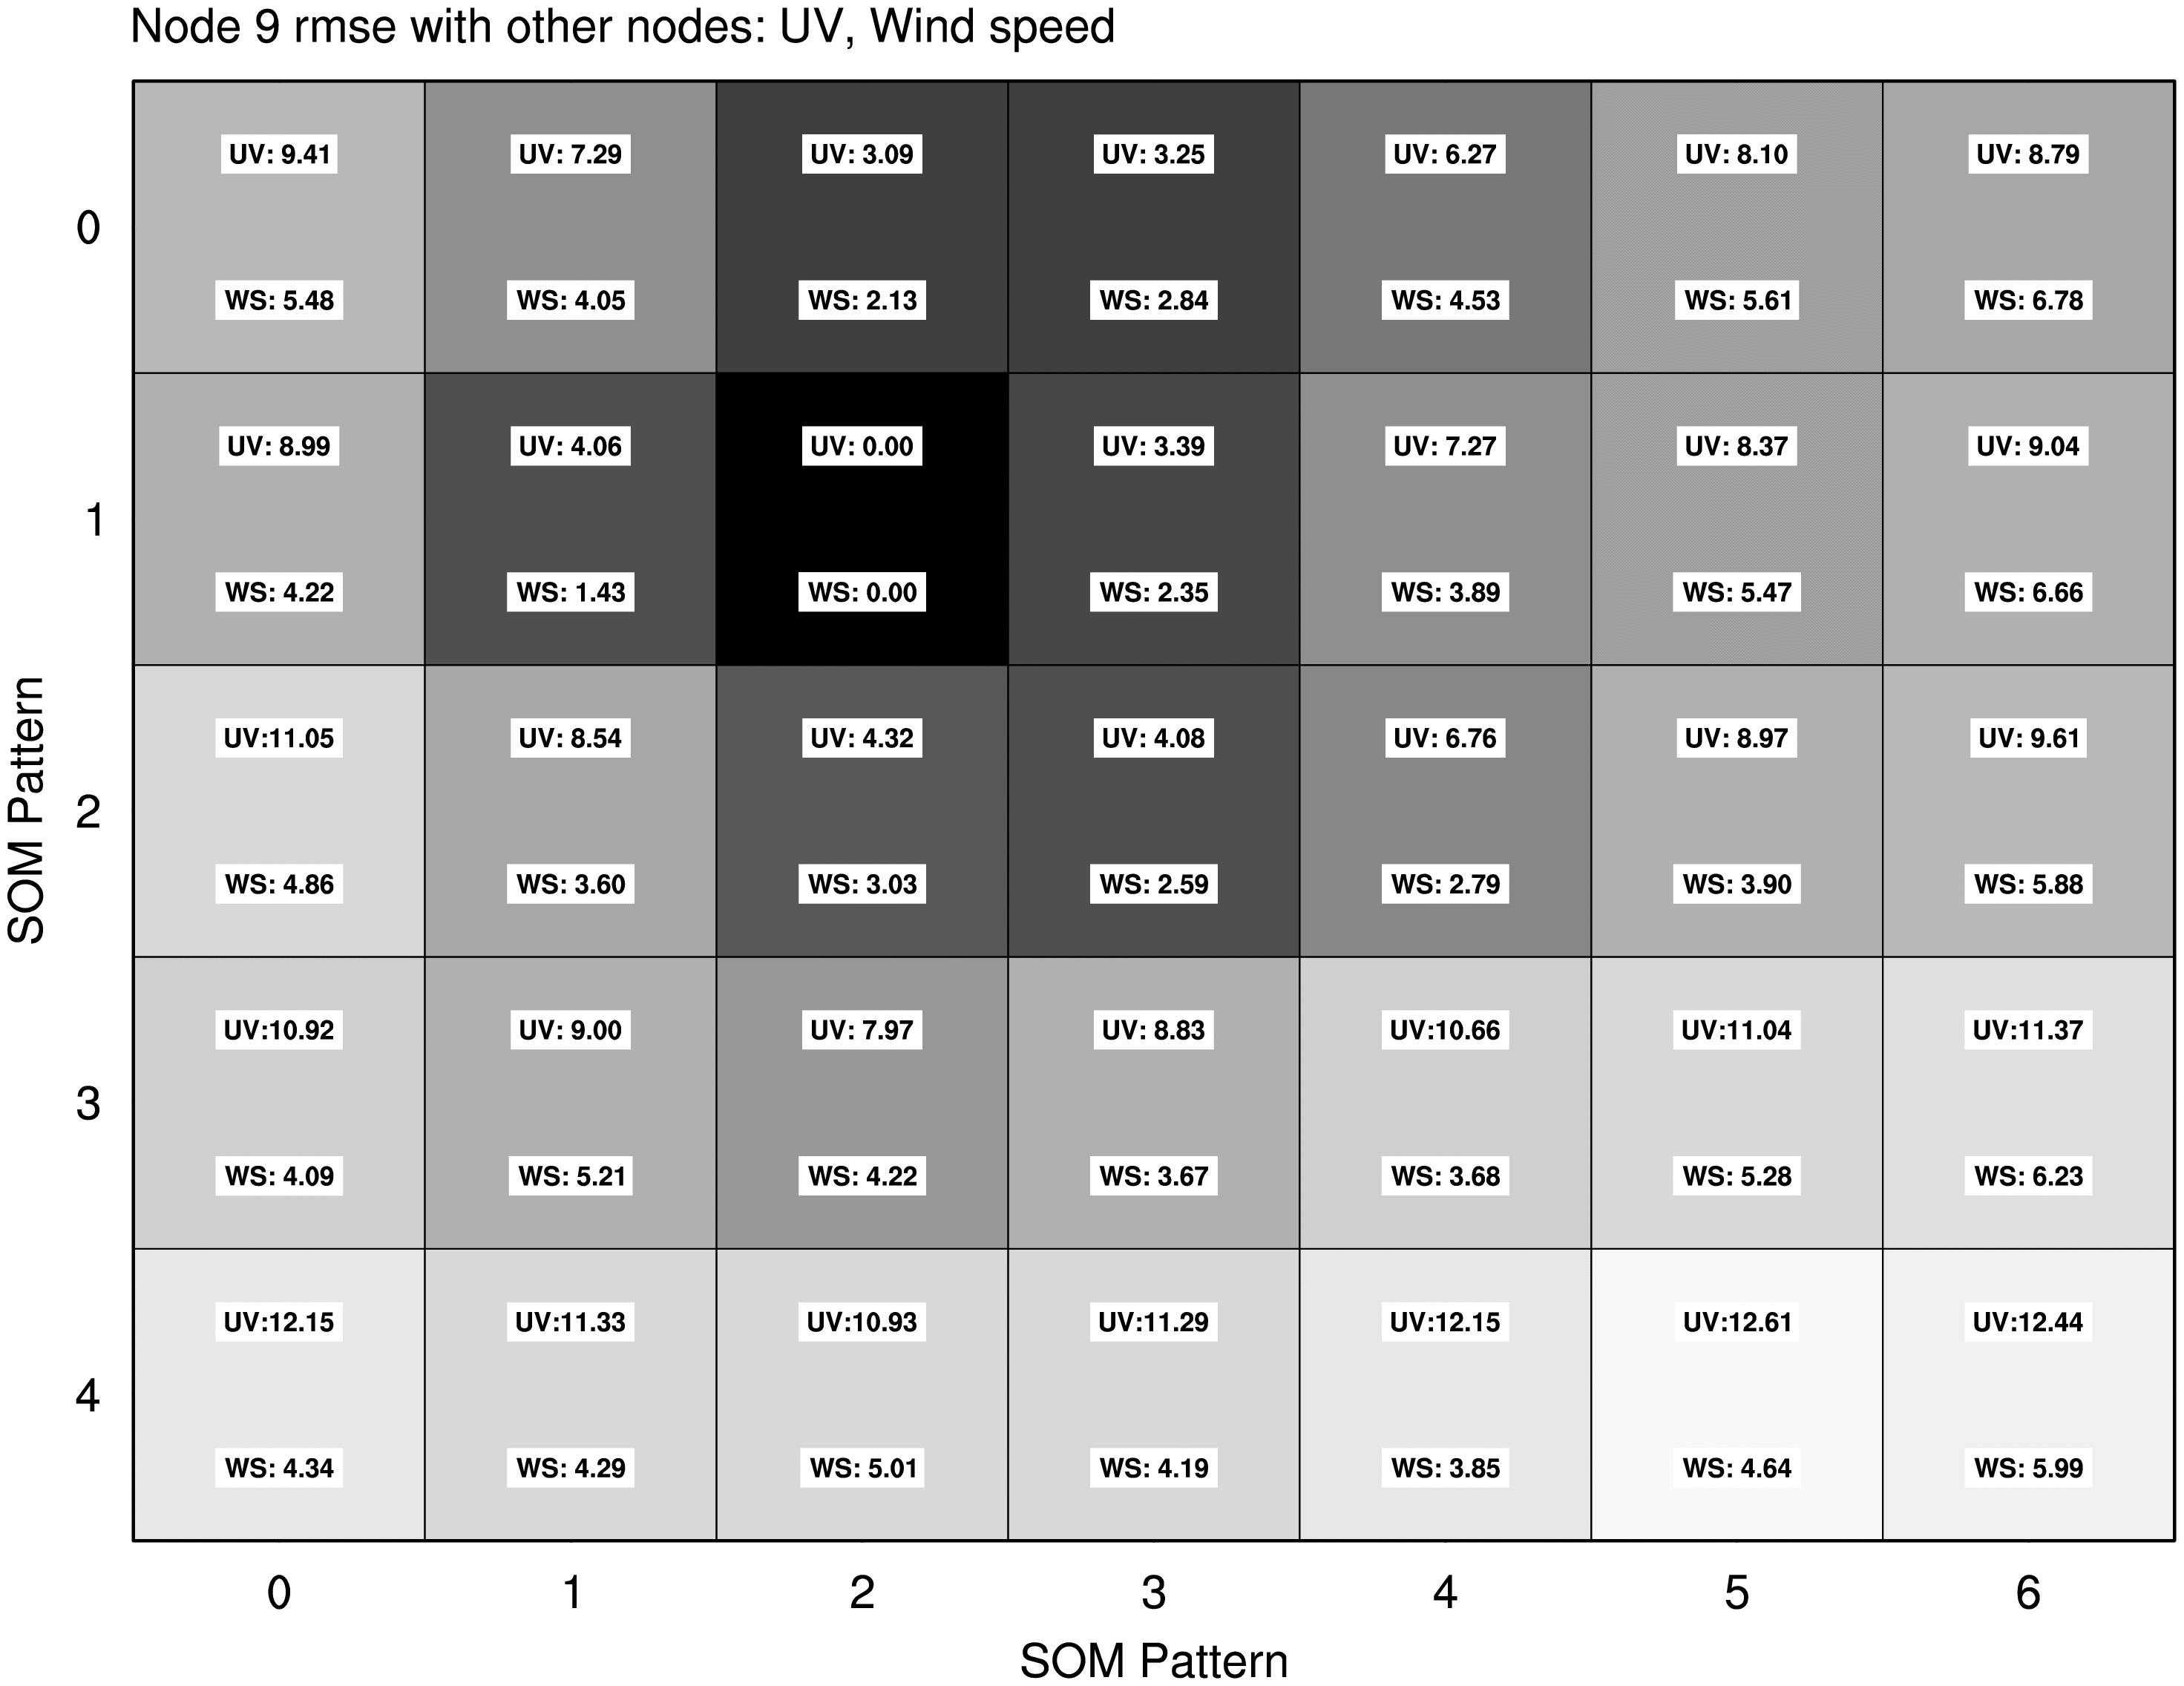 Node 9 rmse with other nodes: UV, Wind speed
UV: 9.41 UV: 7.29 UV: 3.09 UV: 3.25 UV: 6.27 UV: 8.10 UV: 8.79
0
WS: 5.48 WS: 4.05 WS: 2.13 WS: 2.84 WS: 4.53 WS: 5.61 WS: 6.78
UV: 8.99 UV: 4.06 UV: 0.00 UV: 3.39 UV: 7.27 UV: 8.37 UV: 9.04
1
WS: 4.22 WS: 1.43 WS: 0.00 WS: 2.35 WS: 3.89 WS: 5.47 WS: 6.66
UV:11.05 UV: 8.54 UV: 4.32 UV: 4.08 UV: 6.76 UV: 8.97 UV: 9.61
2
WS: 4.86 WS: 3.60 WS: 3.03 WS: 2.59 WS: 2.79 WS: 3.90 WS: 5.88
UV:10.92 UV: 9.00 UV: 7.97 UV: 8.83 UV:10.66 UV:11.04 UV:11.37
3
WS: 4.09 WS: 5.21 WS: 4.22 WS: 3.67 WS: 3.68 WS: 5.28 WS: 6.23
UV:12.15 UV:11.33 UV:10.93 UV:11.29 UV:12.15 UV:12.61 UV:12.44
4
WS: 4.34 WS: 4.29 WS: 5.01 WS: 4.19 WS: 3.85 WS: 4.64 WS: 5.99
0 1 2 3 4 5 6
SOM Pattern
SOM Pattern